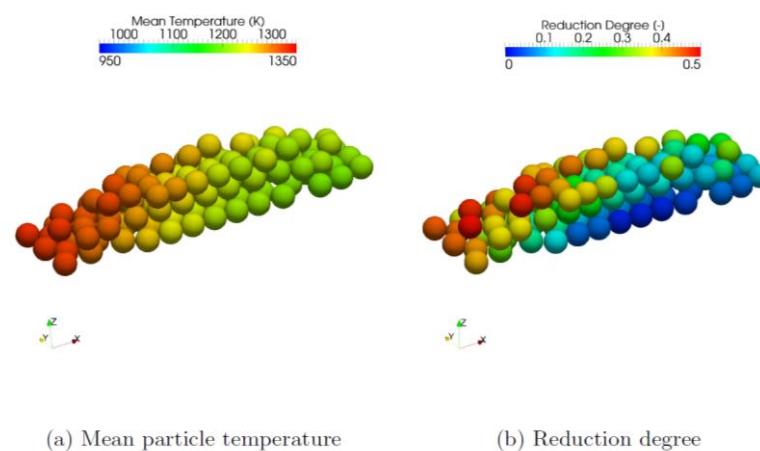 Mean Temperature (K)
1000 1100 1200 1300
950 1350
Reduction Degree [-]
0.1 0.2 0.3 0.4
0 0.5
Z
Y X
Z
Y X
(a) Mean particle temperature
(b) Reduction degree